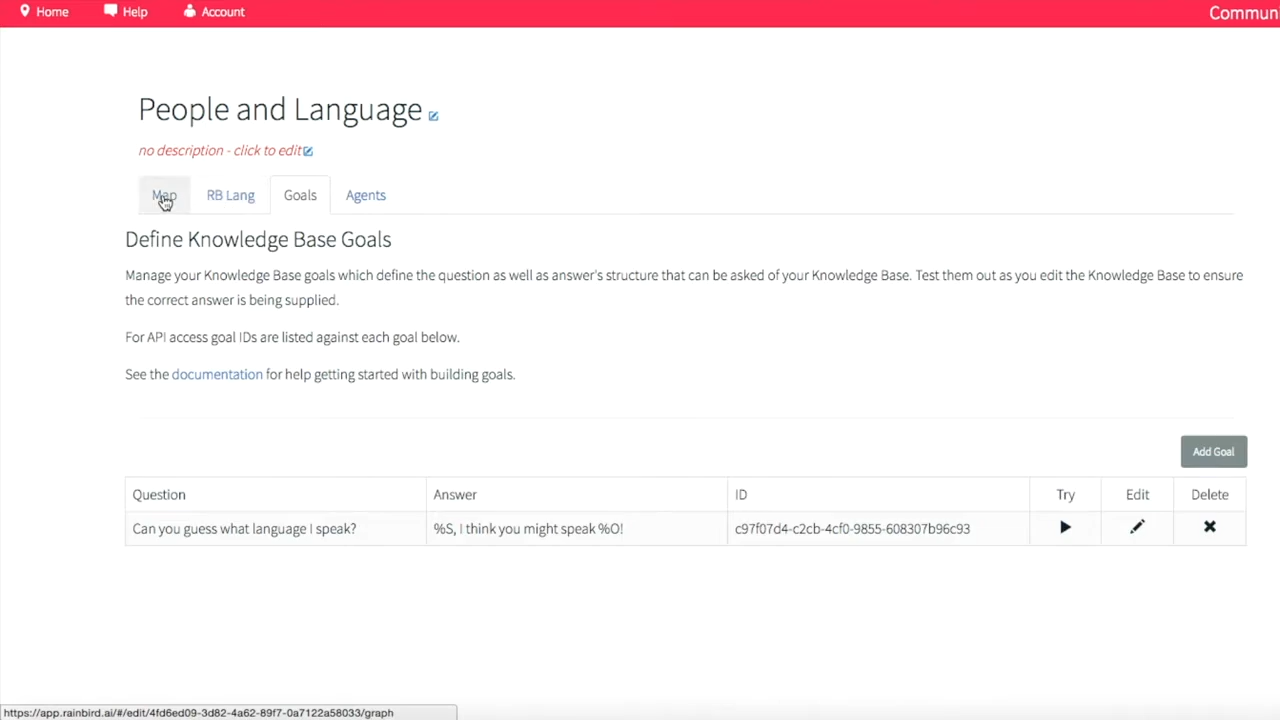 Home Help Account Communi
People and Language
no description - click to edit
Map RB Lang Goals Agents
Define Knowledge Base Goals
Manage your Knowledge Base goals which define the question as well as answer's structure that can be asked of your Knowledge Base. Test them out as you edit the Knowledge Base to ensure
the correct answer is being supplied.
For API access goal IDs are listed against each goal below.
See the documentation for help getting started with building goals.
Add Goal
Question Answer ID Try Edit Delete
Can you guess what language I speak? %S, I think you might speak %O! c97f07d4-c2cb-4cf0-9855-608307b96c93
https://app.rainbird.ai/#/edit/4fd6ed09-3d82-4a62-89f7-0a7122a58033/graph